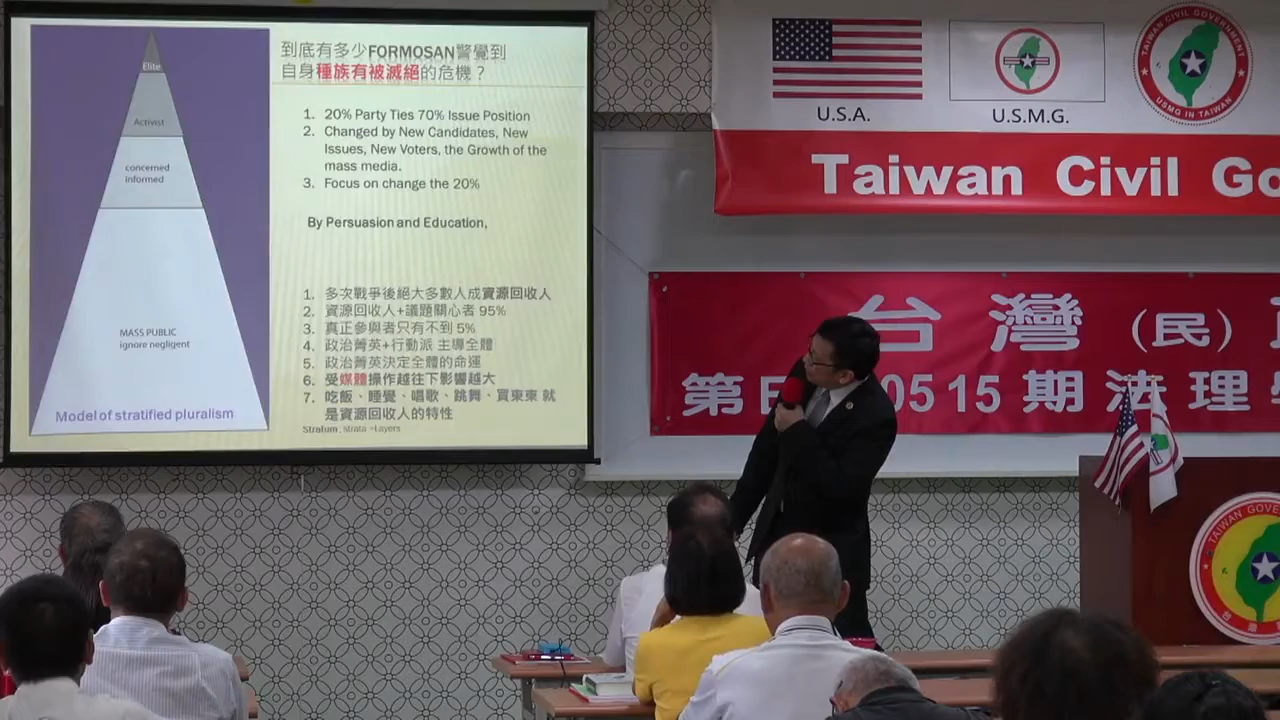 Elite
Activist
concerned
informed
MASS PUBLIC
ignore negligent
Model of stratified pluralism
到底有多少FORMOSAN警覺到
自身種族有被滅絕的危機？
1. 20% Party Ties 70% Issue Position
2. Changed by New Candidates, New
Issues, New Voters, the Growth of the
mass media.
3. Focus on change the 20%
By Persuasion and Education,
1. 多次戰爭後絕大多數人成資源回收人
2. 資源回收人+議題關心者 95%
3. 真正參與者只有不到 5%
4. 政治菁英+行動派 主導全體
5. 政治菁英決定全體的命運
6. 受媒體操作越往下影響越大
7. 吃飯、睡覺、唱歌、跳舞、買東東 就
是資源回收人的特性
Stratum, strata =Layers
U.S.A.
U.S.M.G.
TAIWAN CIVIL GOVERNMENT
USMG IN TAIWAN
Taiwan Civil Go
台灣(民)
第 0515期法理
TAIWAN GOVER
台